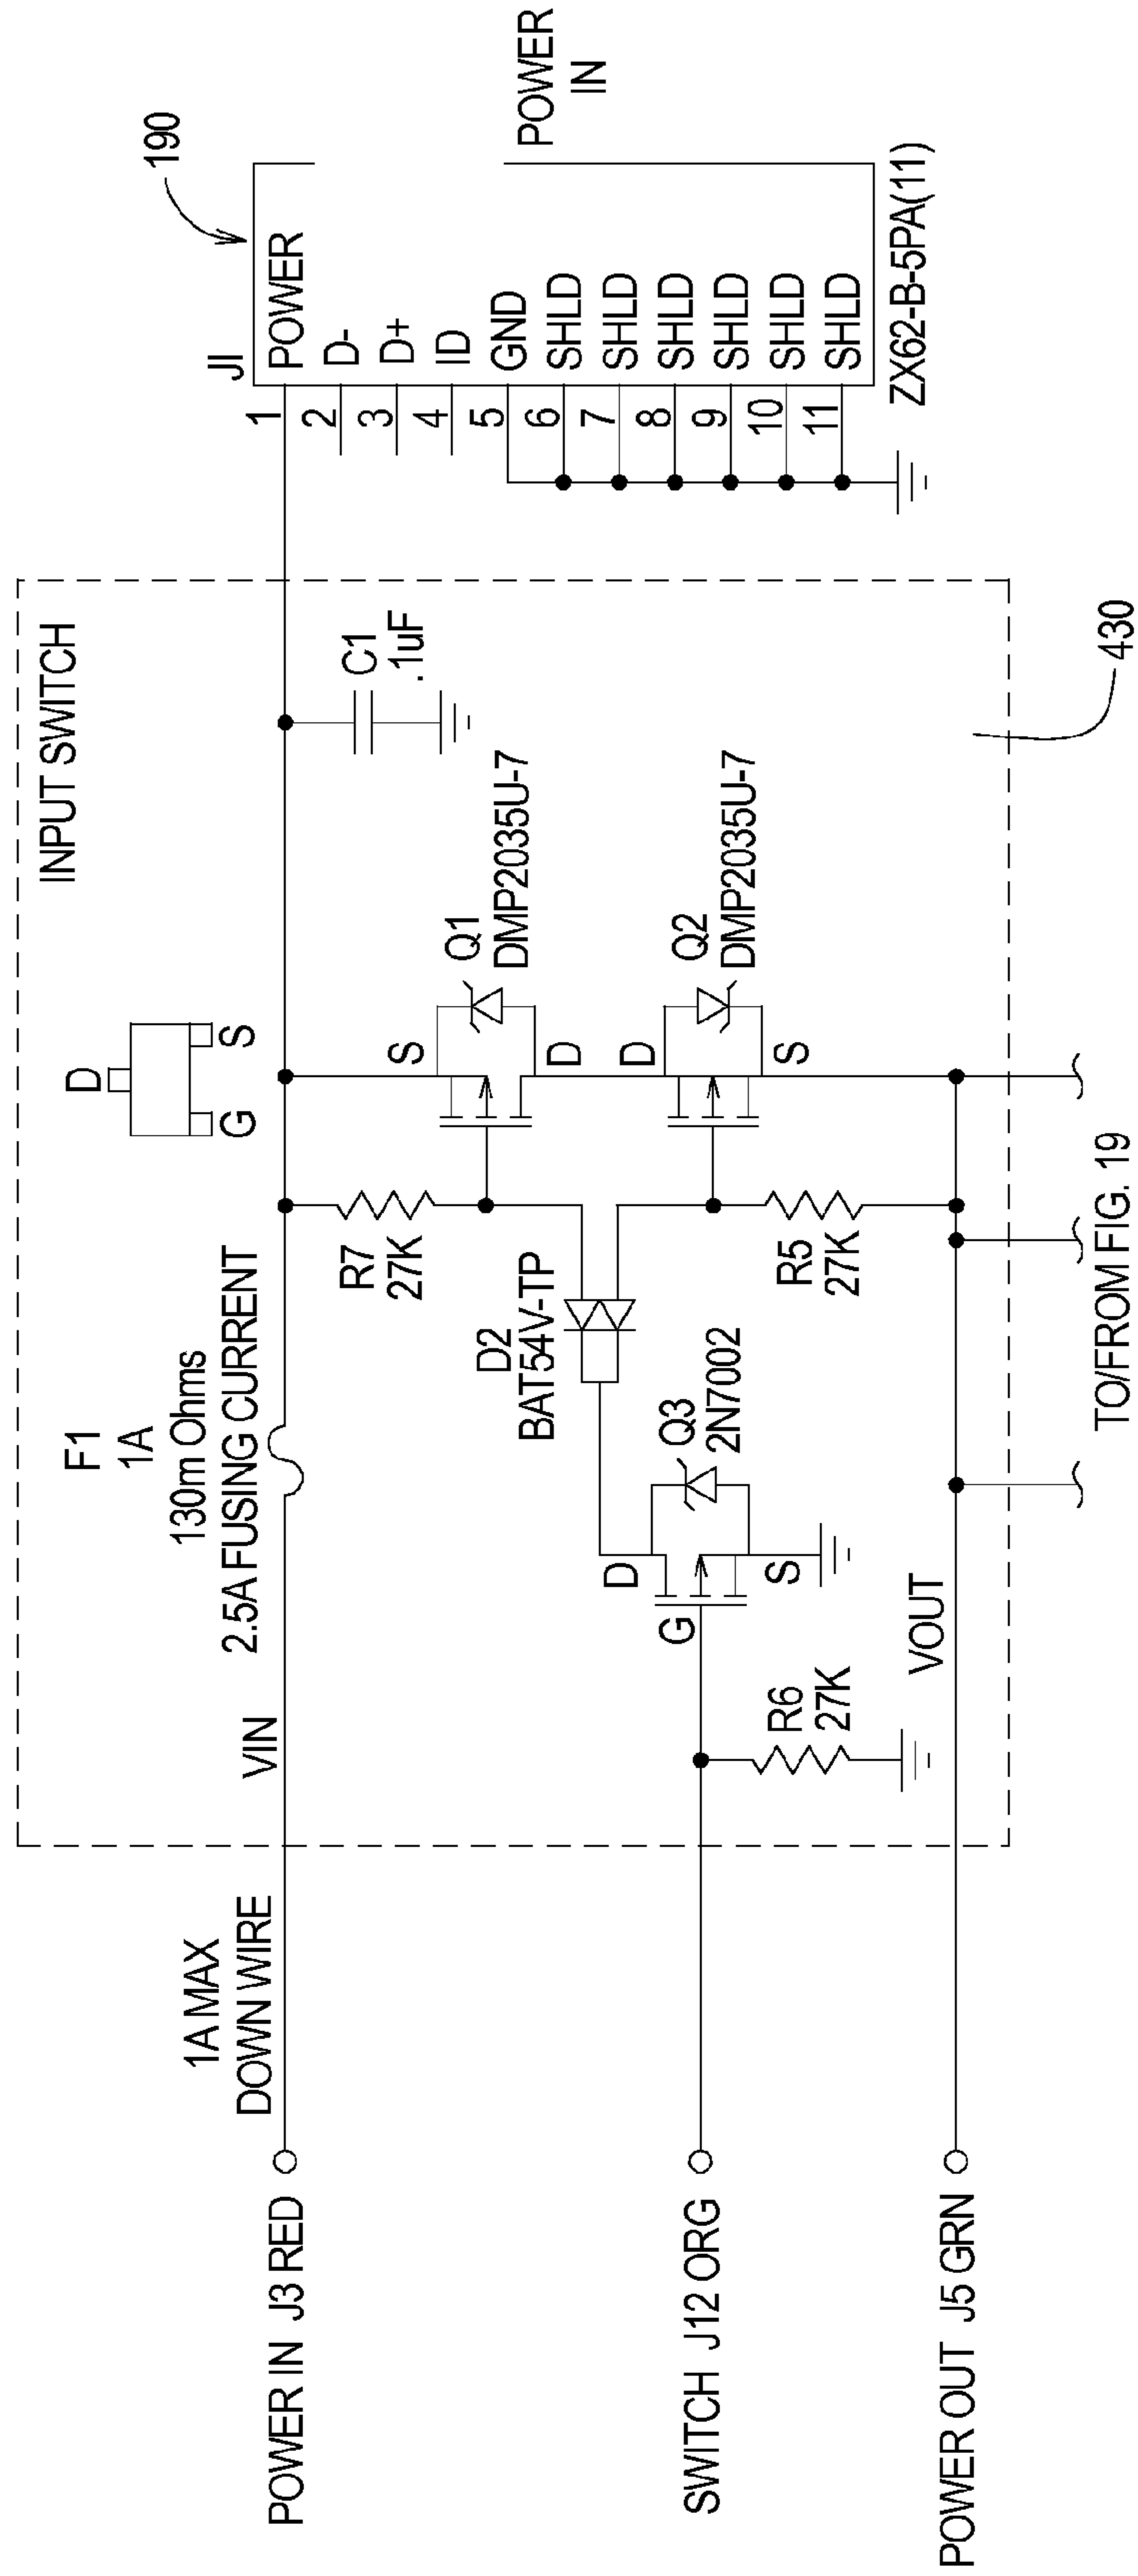 190
POWER
IN
JI
POWER
D-
D+
ID
GND
SHLD
SHLD
SHLD
SHLD
SHLD
SHLD
1
2
3
4
5
6
7
8
9
10
11
ZX62-B-5PA(11)
INPUT SWITCH
C1
.1uF
430
D
G
S
F1
1A
130m Ohms
2.5A FUSING CURRENT
VIN
R7
27K
S
Q1
DMP2035U-7
D
D
Q2
DMP2035U-7
S
D2
BAT54V-TP
R5
27K
D
G
S
Q3
2N7002
R6
27K
VOUT
TO/FROM FIG. 19
1A MAX
DOWN WIRE
POWER IN J3 RED
SWITCH J12 ORG
POWER OUT J5 GRN